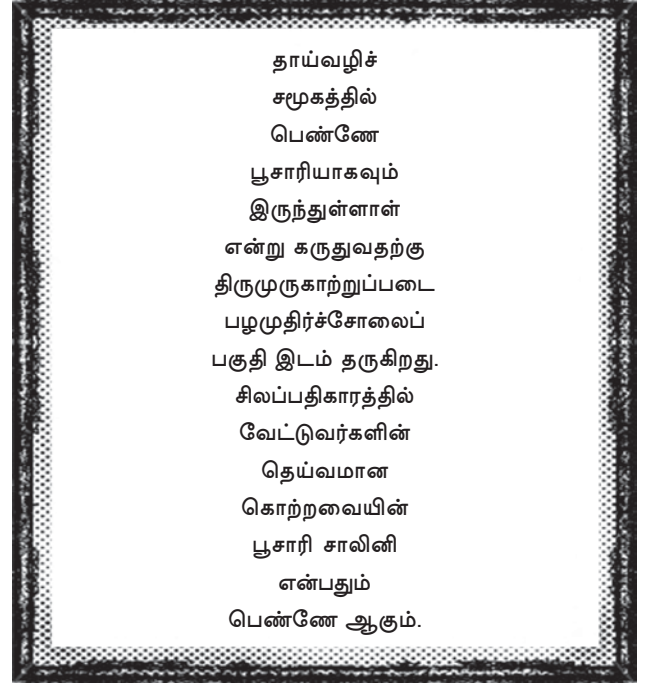 தாய்வழிச்
சமூகத்தில்
பெண்ணே
பூசாரியாகவும்
இருந்துள்ளாள்
என்று கருதுவதற்கு
திருமுருகாற்றுப்படை
பழமுதிர்ச்சோலைப்
பகுதி இடம் தருகிறது.
சிலப்பதிகாரத்தில்
வேட்டுவர்களின்
தெய்வமான
கொற்றவையின்
பூசாரி சாலினி
என்பதும்
பெண்ணே ஆகும்.